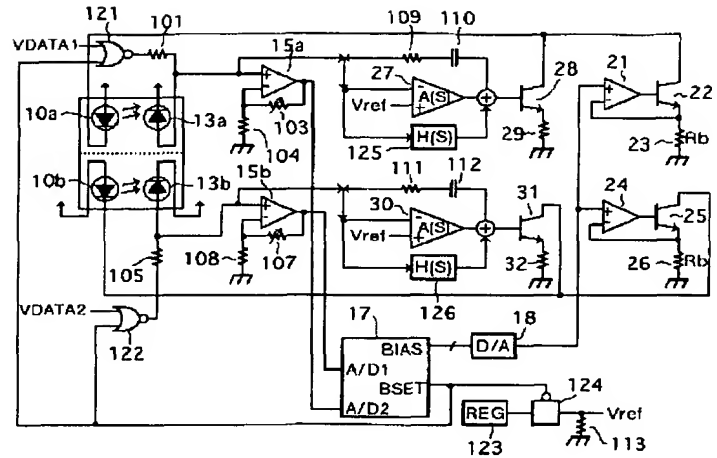 121 101 109 110
VDATA1 15a 21
27 28 22
10a 13a A(S)
Vref
103 29 23 Rb
104 125 H(S)
10b 13b 15b 111 112 31 24
30 25
A(S)
105 108 107 Vref 32 26 Rb
H(S)
126
VDATA2 17 18
122 BIAS D/A
A/D1
BSET 124
A/D2 REG Vref
123 113